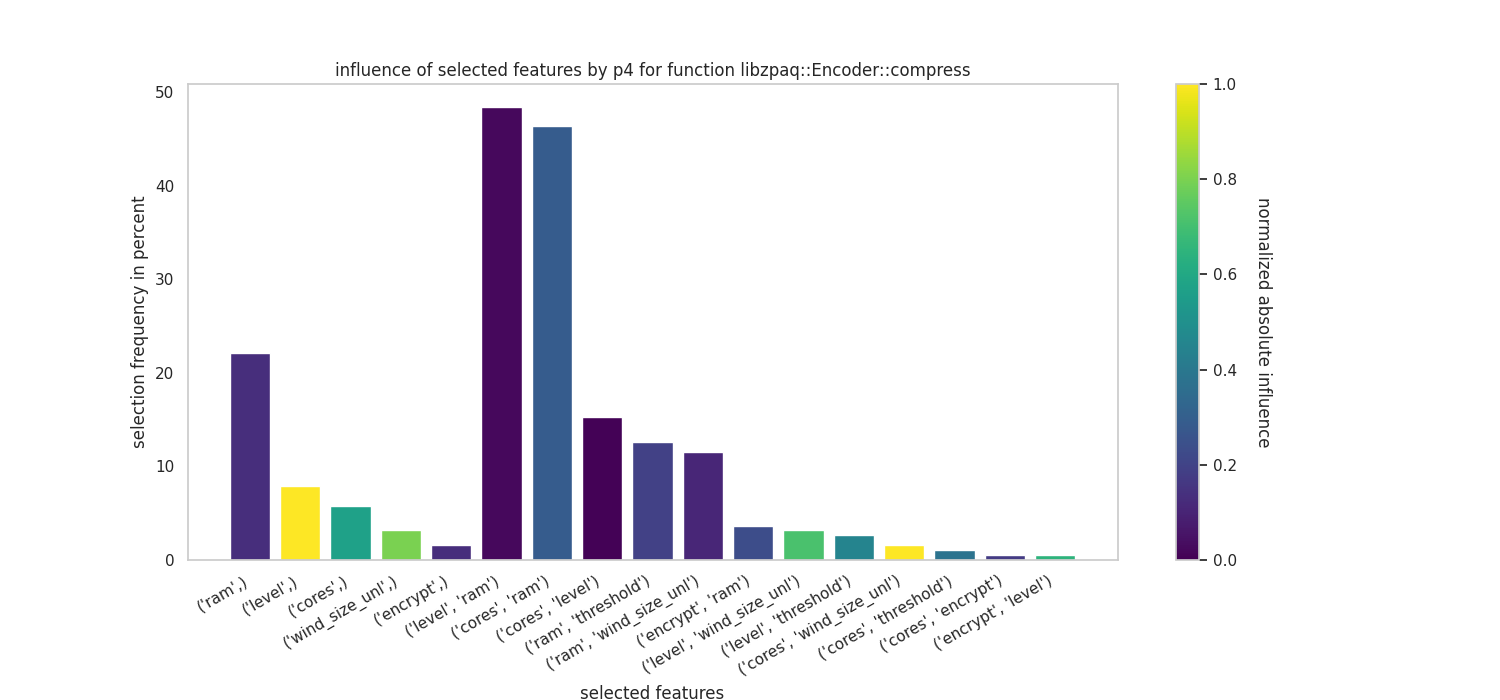 influence of selected features by p4 for function libzpaq::Encoder::compress
selection frequency in percent
50
40
30
20
10
0
('ram',)
('level',)
('cores',)
('wind_size_unl',)
('encrypt',)
('level', 'ram')
('cores', 'ram')
('cores', 'level')
('ram', 'threshold')
('ram', 'wind_size_unl')
('encrypt', 'ram')
('level', 'wind_size_unl')
('level', 'threshold')
('cores', 'wind_size_unl')
('cores', 'threshold')
('cores', 'encrypt')
('encrypt', 'level')
selected features
1.0
0.8
0.6
0.4
0.2
0.0
normalized absolute influence